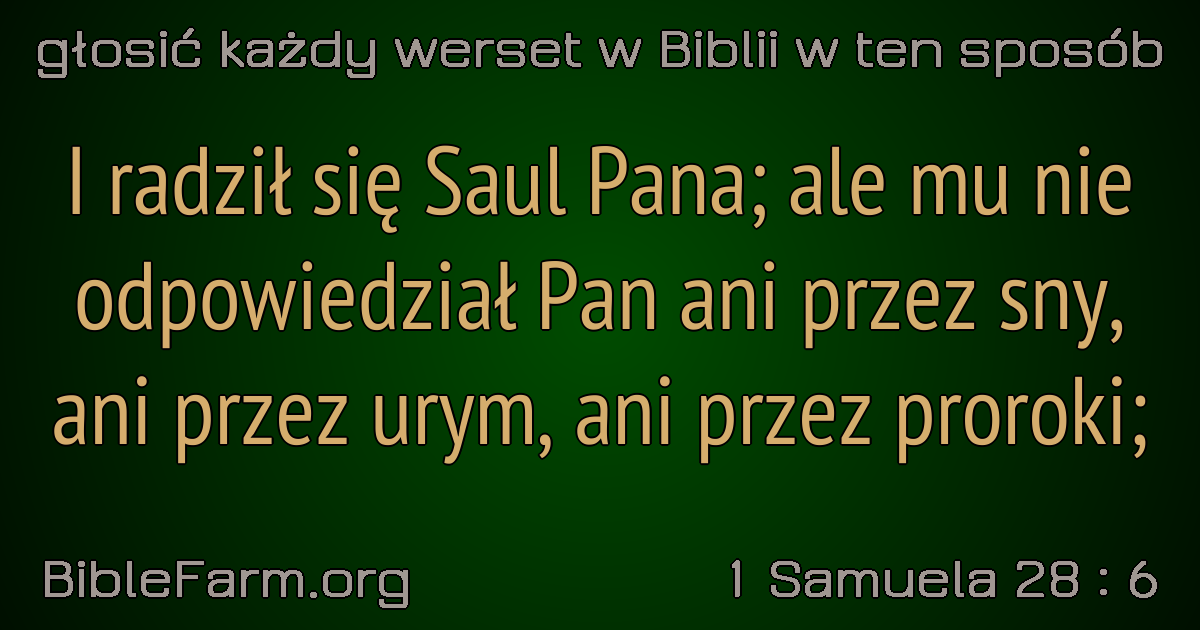 głosić każdy werset w Biblii w ten sposób
I radził się Saul Pana; ale mu nie
odpowiedział Pan ani przez sny,
ani przez urym, ani przez proroki;
BibleFarm.org
1 Samuela 28 : 6